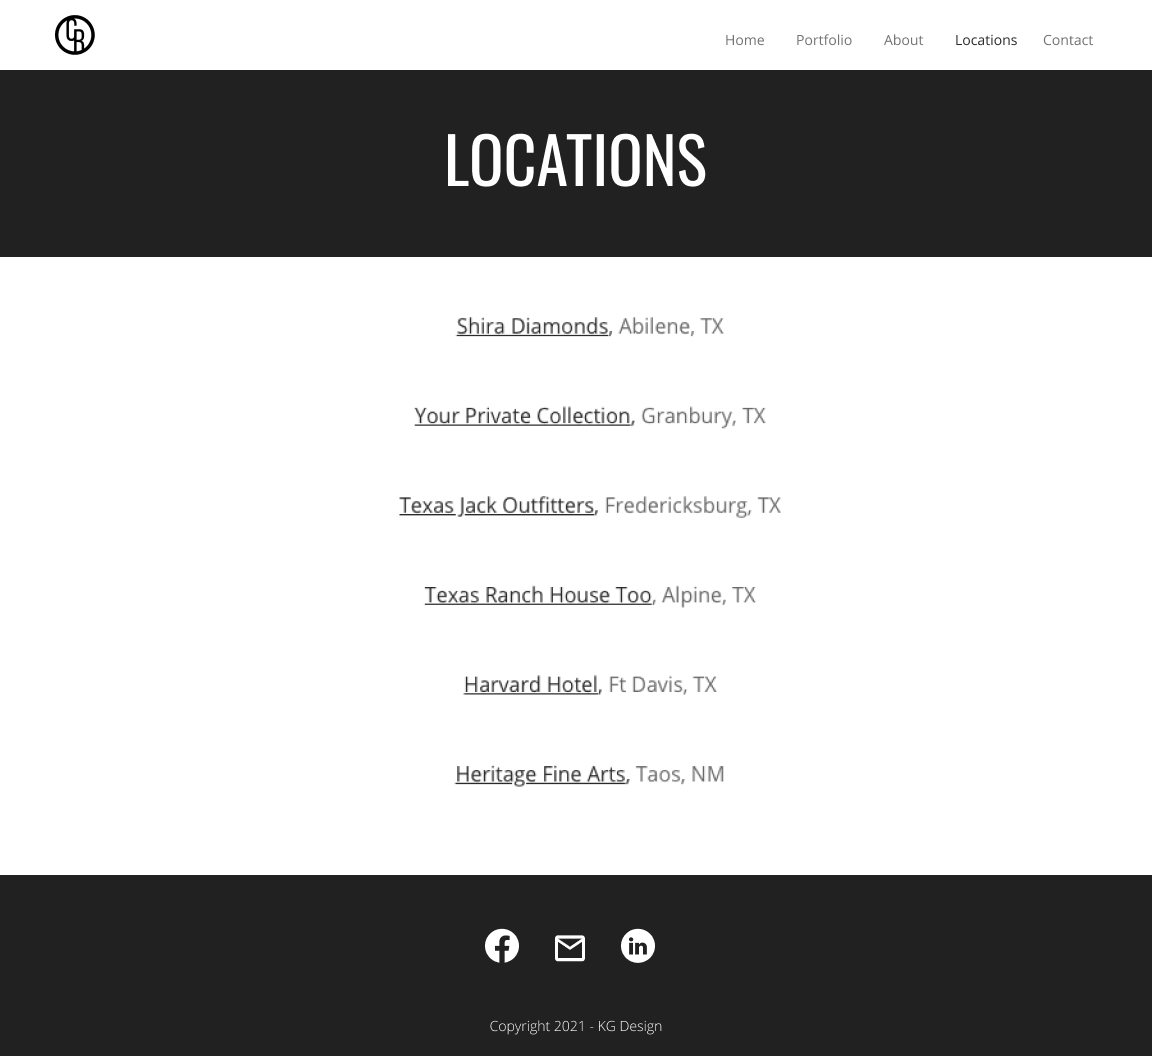 CR
Home Portfolio About Locations Contact
LOCATIONS
Shira Diamonds, Abilene, TX
Your Private Collection, Granbury, TX
Texas Jack Outfitters, Fredericksburg, TX
Texas Ranch House Too, Alpine, TX
Harvard Hotel, Ft Davis, TX
Heritage Fine Arts, Taos, NM
in
Copyright 2021 - KG Design